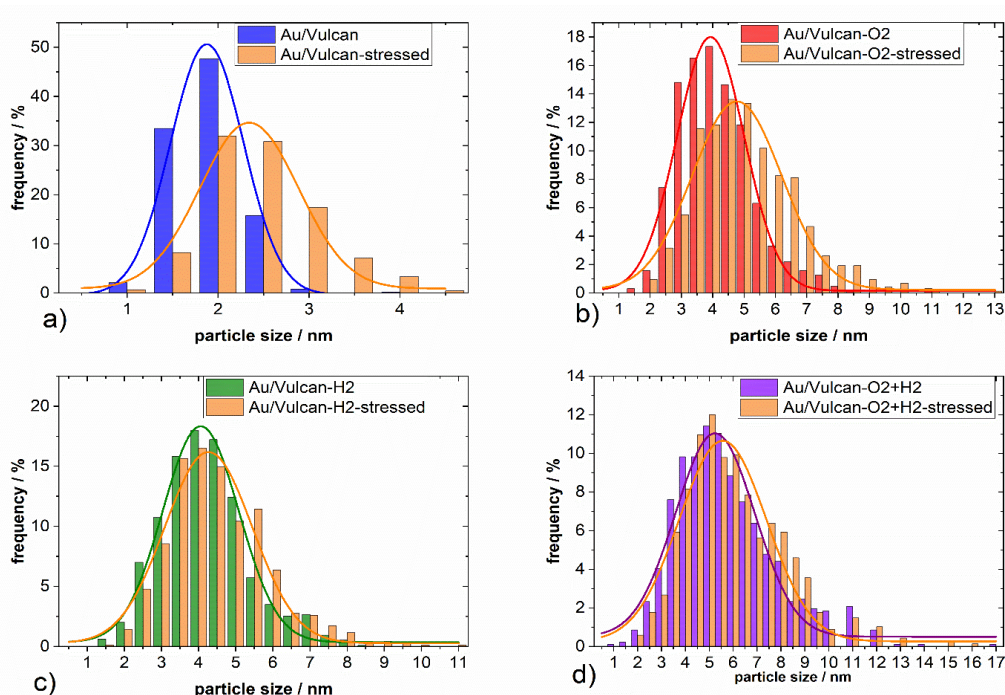 Au/Vulcan
Au/Vulcan-stressed
50
40
30
20
10
0
frequency / %
1 2 3 4
a)
particle size / nm
Au/Vulcan-O2
Au/Vulcan-O2-stressed
18
16
14
12
10
8
6
4
2
0
frequency / %
1 2 3 4 5 6 7 8 9 10 11 12 13
b)
particle size / nm
Au/Vulcan-H2
Au/Vulcan-H2-stressed
20
15
10
5
0
frequency / %
1 2 3 4 5 6 7 8 9 10 11
c)
particle size / nm
Au/Vulcan-O2+H2
Au/Vulcan-O2+H2-stressed
14
12
10
8
6
4
2
0
frequency / %
1 2 3 4 5 6 7 8 9 10 11 12 13 14 15 16 17
d)
particle size / nm